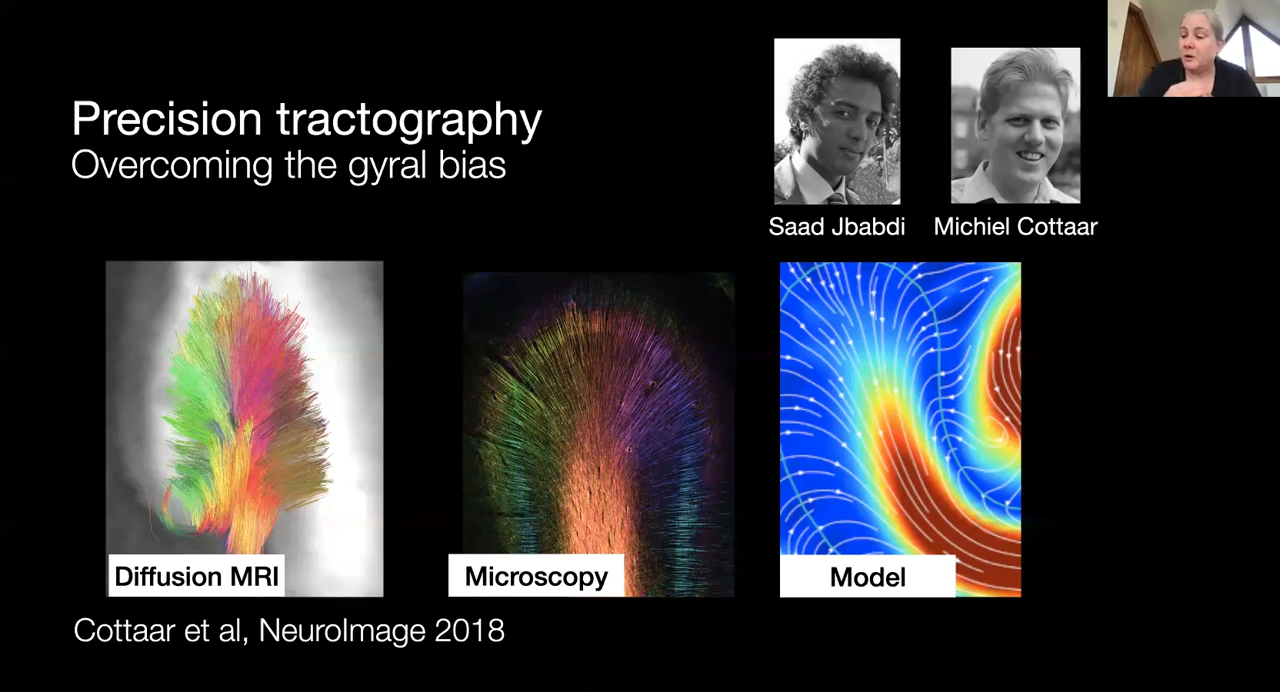 Precision tractography
Overcoming the gyral bias
Saad Jbabdi
Michiel Cottaar
Diffusion MRI
Microscopy
Model
Cottaar et al, NeuroImage 2018